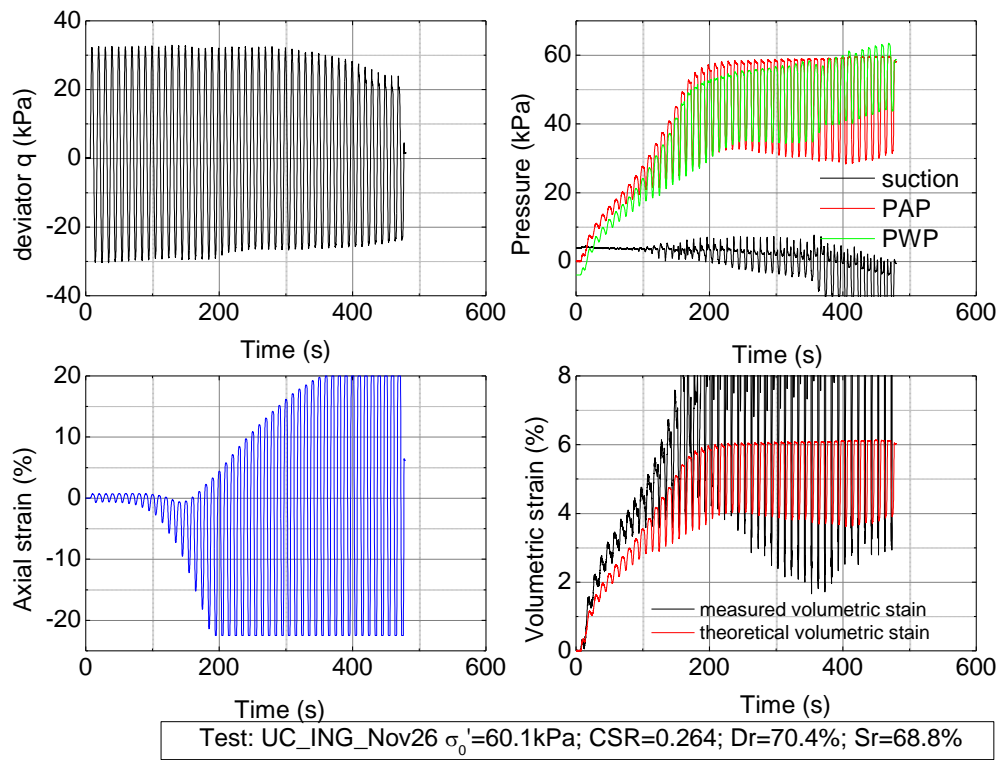 deviator q (kPa)
40
20
0
-20
-40
0
200
400
600
Time (s)
Pressure (kPa)
60
40
20
0
suction
PAP
PWP
0
200
400
600
Time (s)
Axial strain (%)
20
10
0
-10
-20
0
200
400
600
Time (s)
Volumetric strain (%)
8
6
4
2
0
measured volumetric stain
theoretical volumetric stain
0
200
400
600
Time (s)
Test: UC_ING_Nov26 σ0'=60.1kPa; CSR=0.264; Dr=70.4%; Sr=68.8%